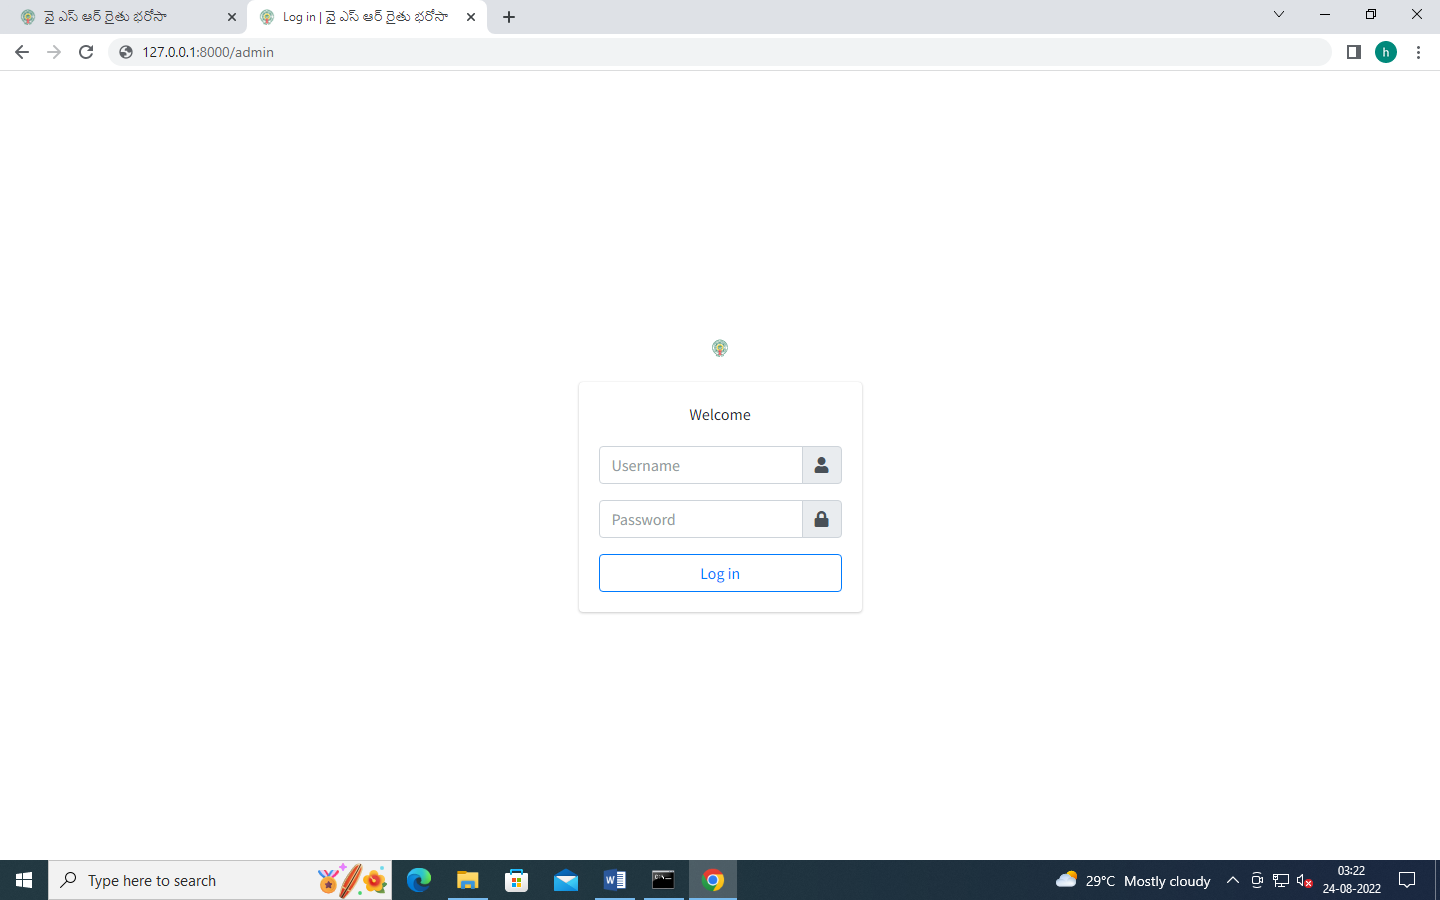 వై ఎస్ ఆర్ రైతు భరోసా
Log in | వై ఎస్ ఆర్ రైతు భరోసా
127.0.0.1:8000/admin
h
Welcome
Username
Password
Log in
Type here to search
29°C Mostly cloudy
03:22
24-08-2022